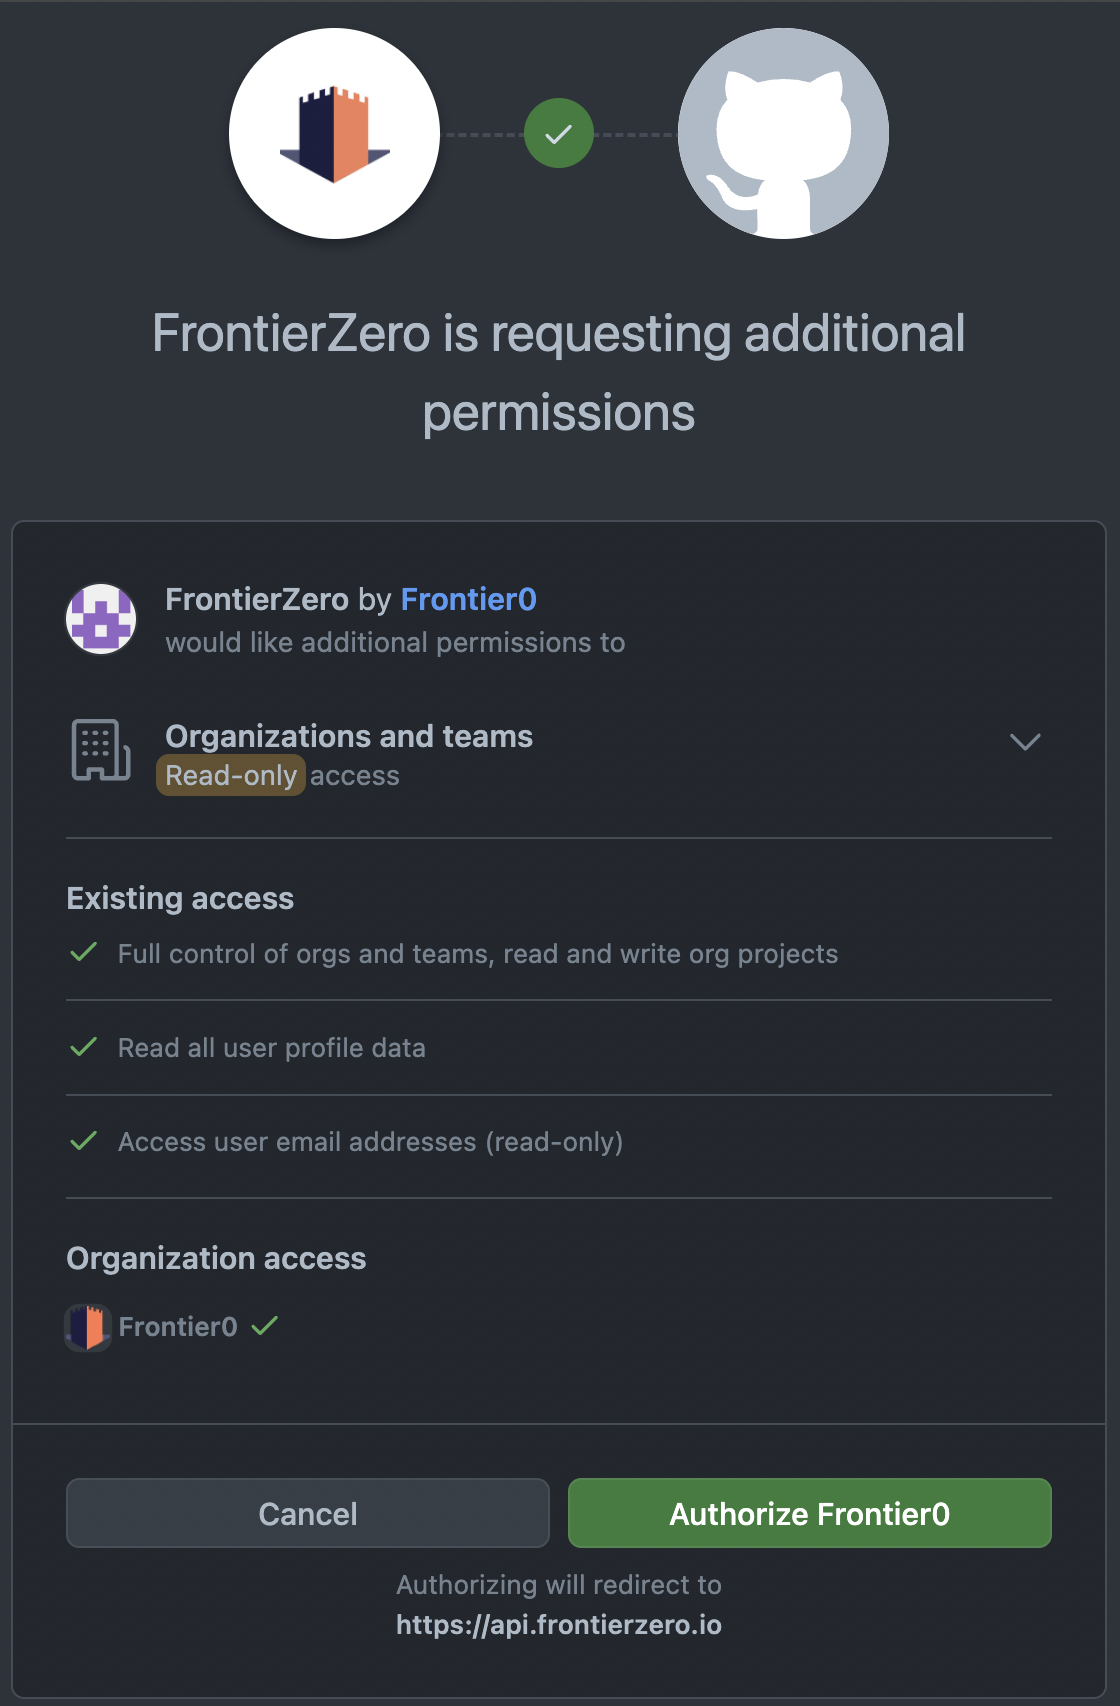 FrontierZero is requesting additional
permissions
FrontierZero by Frontier0
would like additional permissions to
Organizations and teams
Read-only access
Existing access
Full control of orgs and teams, read and write org projects
Read all user profile data
Access user email addresses (read-only)
Organization access
Frontier0
Cancel
Authorize Frontier0
Authorizing will redirect to
https://api.frontierzero.io